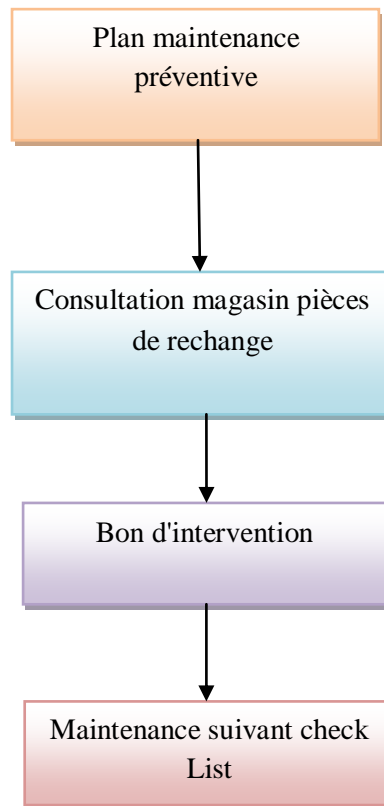 Plan maintenance
préventive
Consultation magasin pièces
de rechange
Bon d'intervention
Maintenance suivant check
List